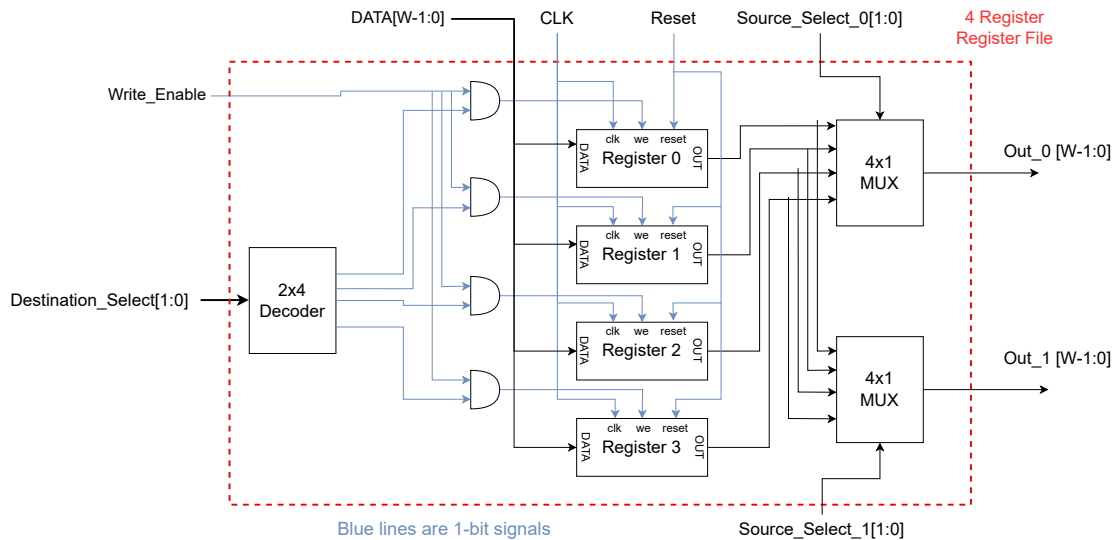 DATA[W-1:0]
CLK
Reset
Source_Select_0[1:0]
4 Register
Register File
Write_Enable
clk we reset
DATA
Register 0
OUT
4x1
MUX
Out_0 [W-1:0]
clk we reset
DATA
Register 1
OUT
Destination_Select[1:0]
2x4
Decoder
clk we reset
DATA
Register 2
OUT
4x1
MUX
Out_1 [W-1:0]
clk we reset
DATA
Register 3
OUT
Blue lines are 1-bit signals
Source_Select_1[1:0]